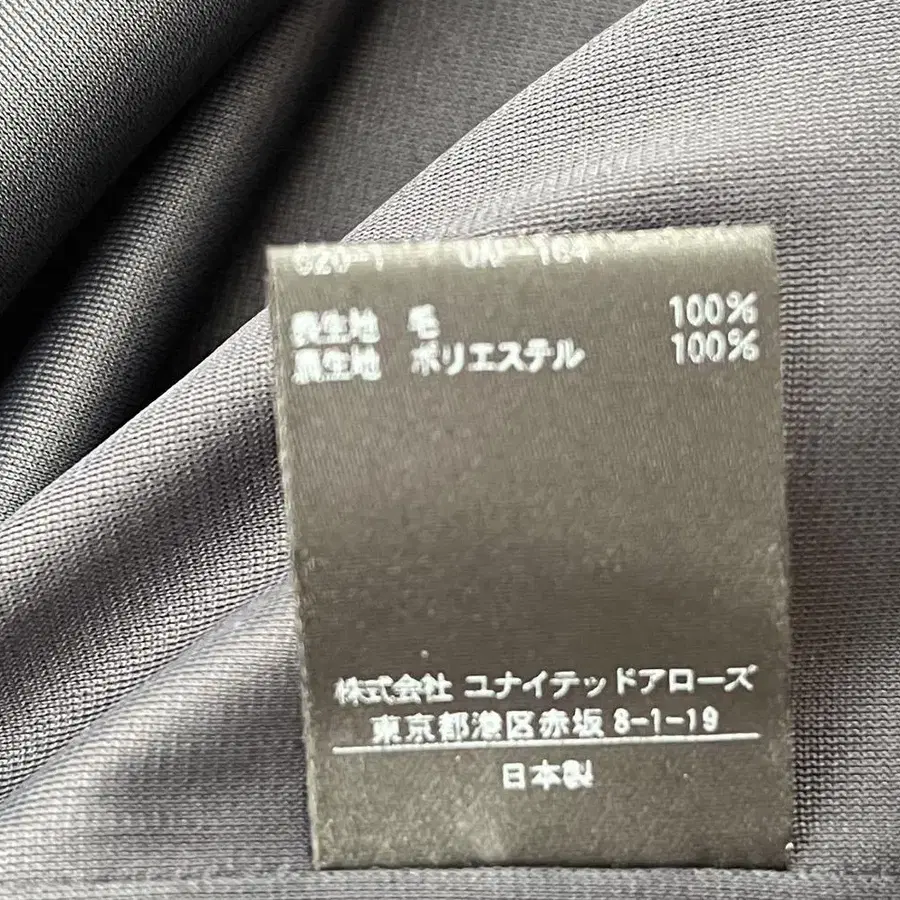 表生地 毛 100%
裏生地 ポリエステル 100%
株式会社 ユナイテッドアローズ
東京都港区赤坂 8-1-19
日本製